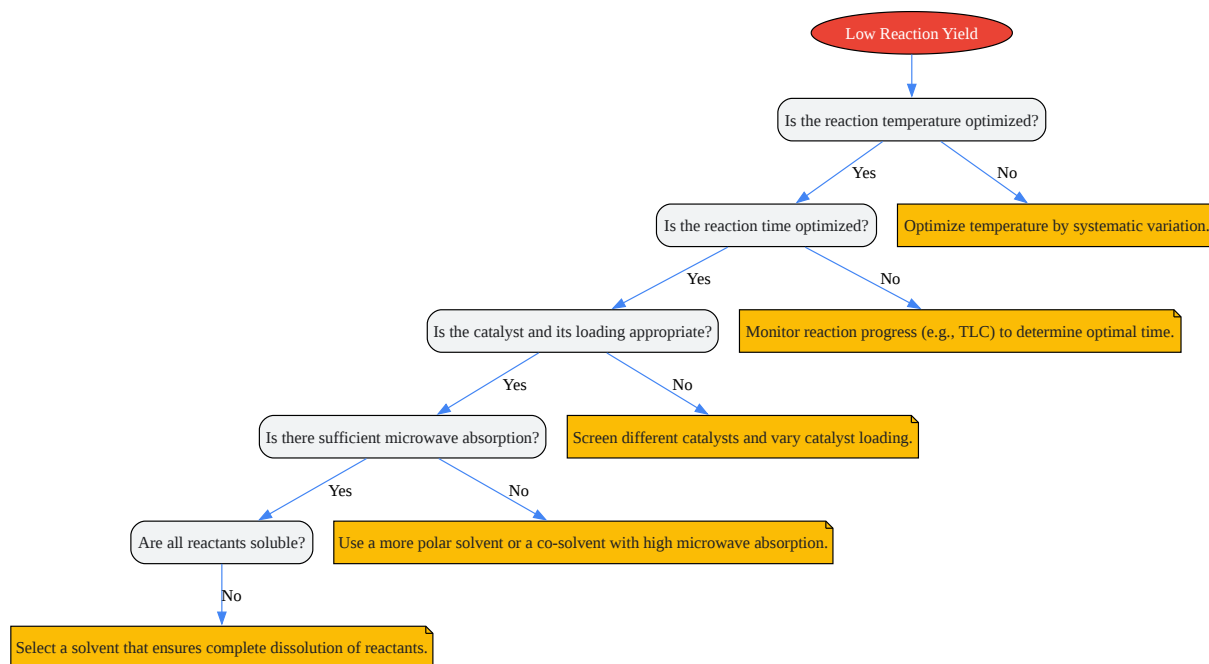 Low Reaction Yield
Is the reaction temperature optimized?
Yes
No
Is the reaction time optimized?
Optimize temperature by systematic variation.
Yes
No
Is the catalyst and its loading appropriate?
Monitor reaction progress (e.g., TLC) to determine optimal time.
Yes
No
Is there sufficient microwave absorption?
Screen different catalysts and vary catalyst loading.
Yes
No
Are all reactants soluble?
Use a more polar solvent or a co-solvent with high microwave absorption.
No
Select a solvent that ensures complete dissolution of reactants.